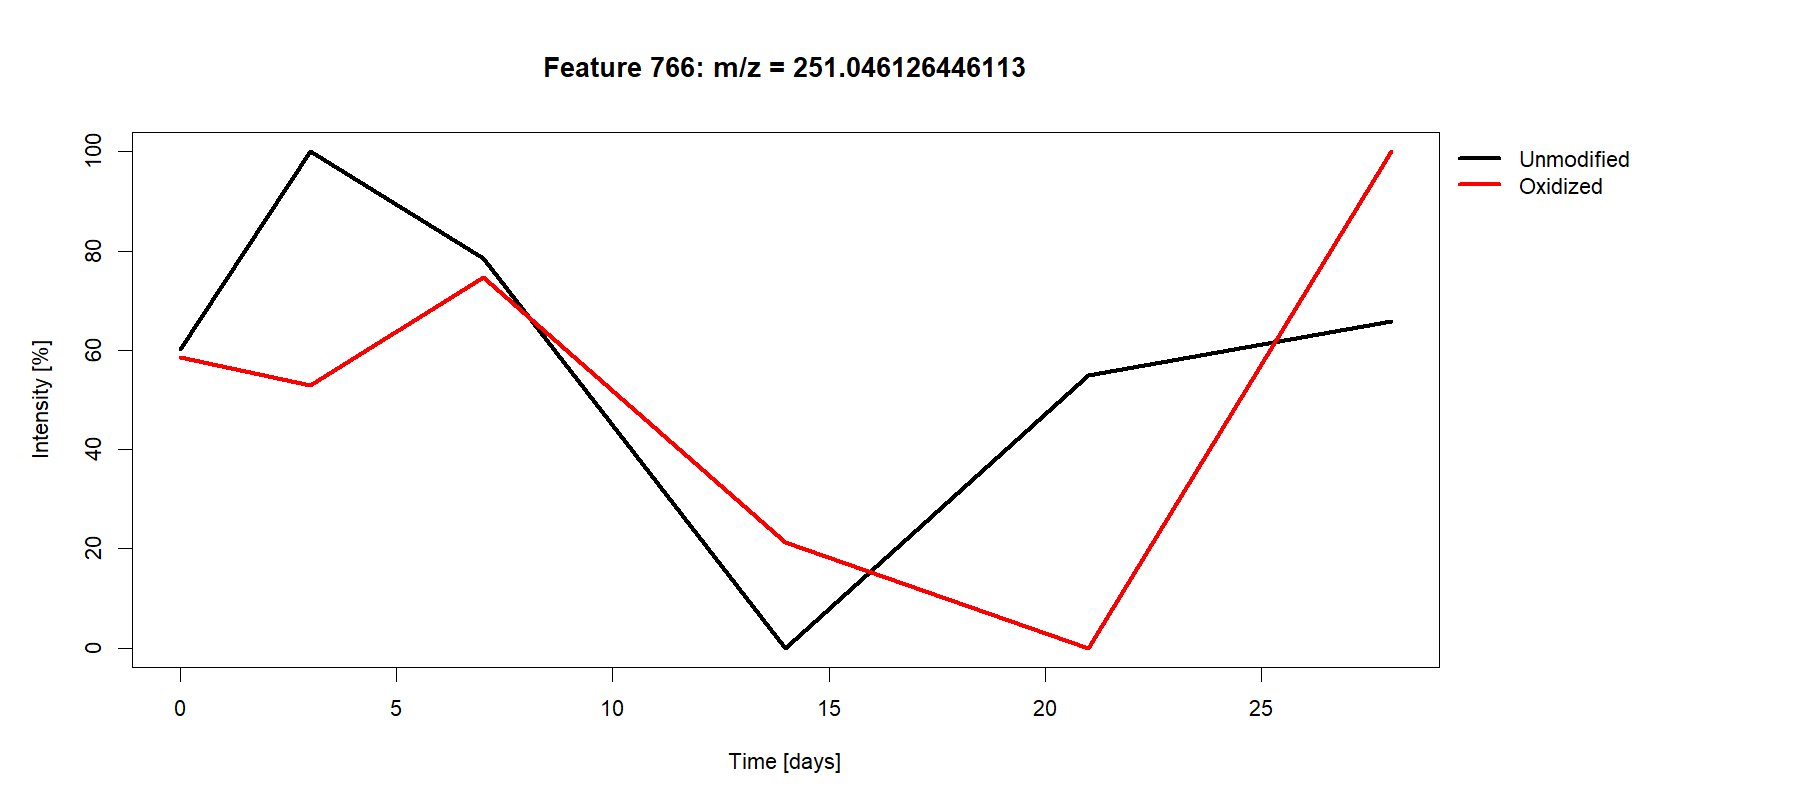 Feature 766: m/z = 251.046126446113
Unmodified
Oxidized
Intensity [%]
100
80
60
40
20
0
0 5 10 15 20 25
Time [days]